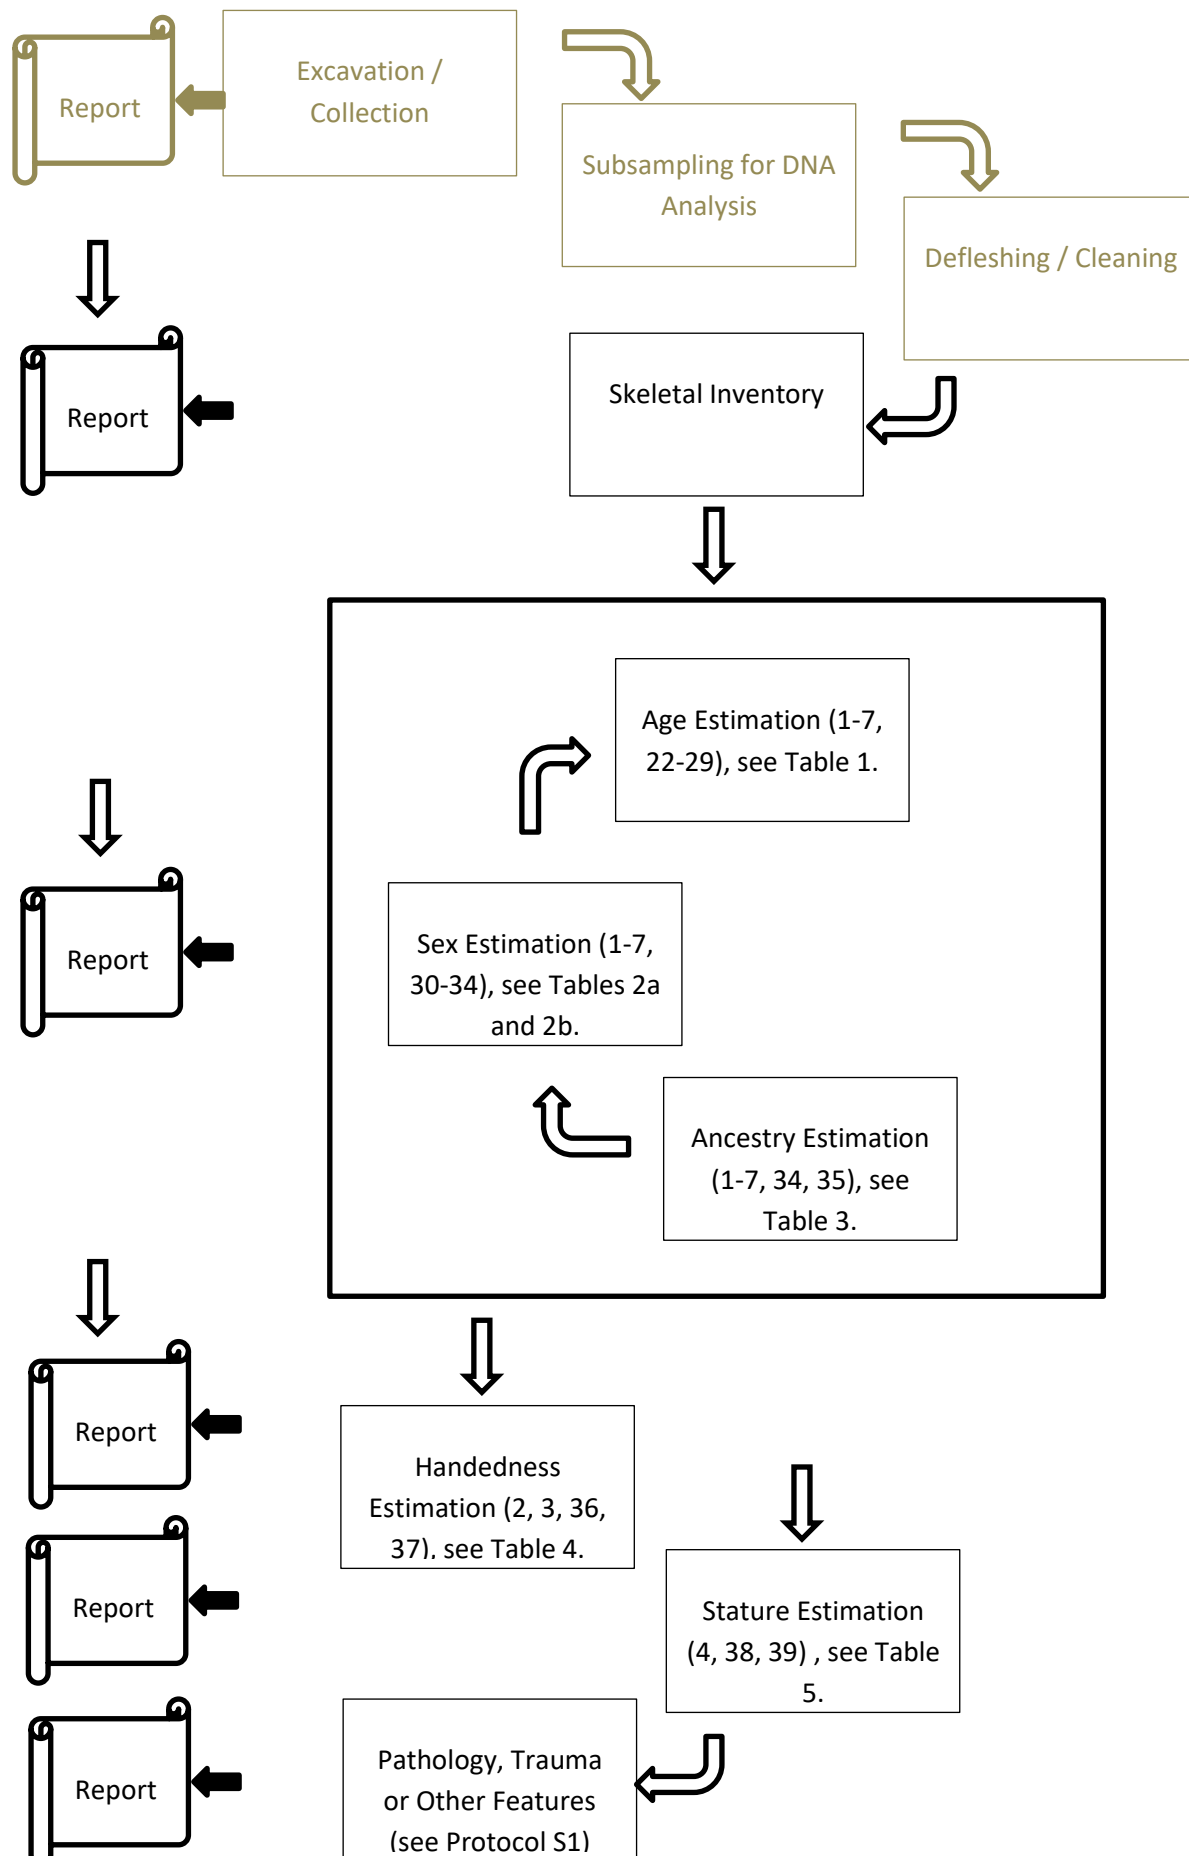 Report
Excavation /
Collection
Subsampling for DNA
Analysis
Defleshing / Cleaning
Report
Skeletal Inventory
Age Estimation (1-7,
22-29), see Table 1.
Report
Sex Estimation (1-7,
30-34), see Tables 2a
and 2b.
Ancestry Estimation
(1-7, 34, 35), see
Table 3.
Report
Handedness
Estimation (2, 3, 36,
37), see Table 4.
Report
Stature Estimation
(4, 38, 39) , see Table
5.
Report
Pathology, Trauma
or Other Features
(see Protocol S1)